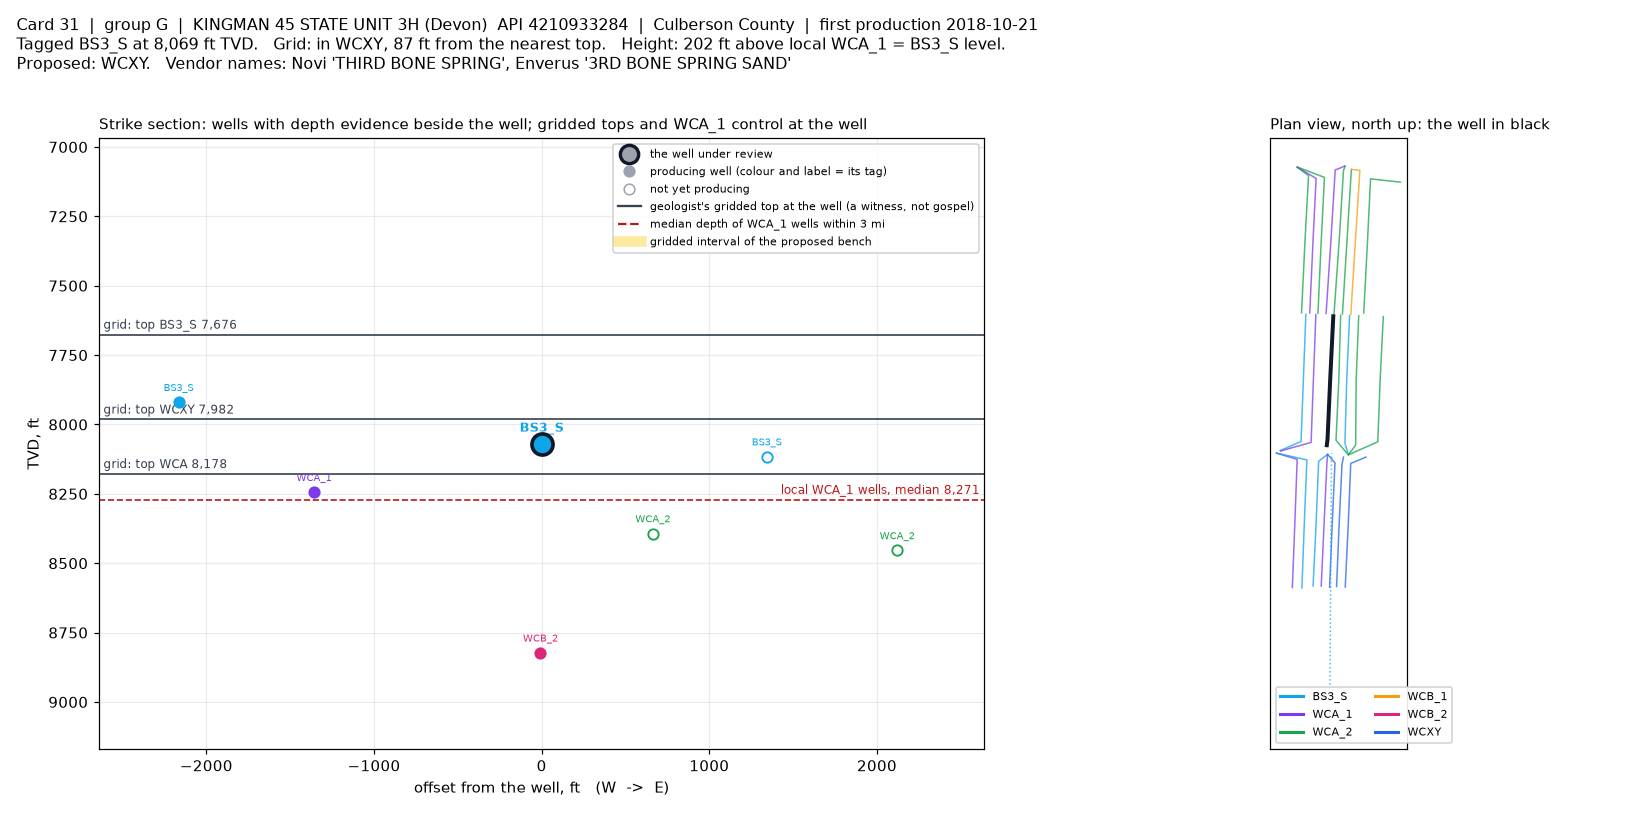 Card 31 | group G | KINGMAN 45 STATE UNIT 3H (Devon) API 4210933284 | Culberson County | first production 2018-10-21
Tagged BS3_S at 8,069 ft TVD. Grid: in WCXY, 87 ft from the nearest top. Height: 202 ft above local WCA_1 = BS3_S level.
Proposed: WCXY. Vendor names: Novi 'THIRD BONE SPRING', Enverus '3RD BONE SPRING SAND'
Strike section: wells with depth evidence beside the well; gridded tops and WCA_1 control at the well
the well under review
producing well (colour and label = its tag)
not yet producing
geologist's gridded top at the well (a witness, not gospel)
median depth of WCA_1 wells within 3 mi
gridded interval of the proposed bench
7000
7250
7500
7750
8000
8250
8500
8750
9000
TVD, ft
grid: top BS3_S 7,676
BS3_S
grid: top WCXY 7,982
BS3_S
BS3_S
grid: top WCA 8,178
WCA_1
local WCA_1 wells, median 8,271
WCA_2
WCA_2
WCB_2
−2000
−1000
0
1000
2000
offset from the well, ft (W -> E)
Plan view, north up: the well in black
BS3_S
WCA_1
WCA_2
WCB_1
WCB_2
WCXY